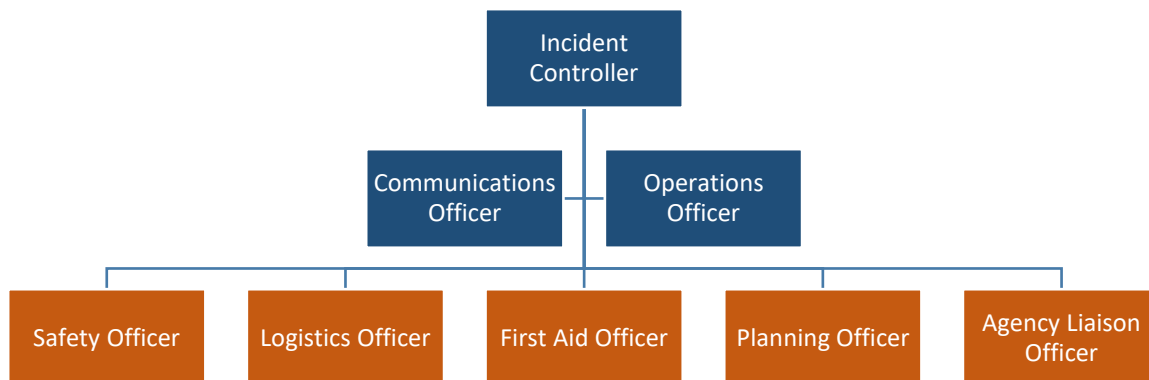 Incident
Controller
Communications
Officer
Operations
Officer
Safety Officer
Logistics Officer
First Aid Officer
Planning Officer
Agency Liaison
Officer